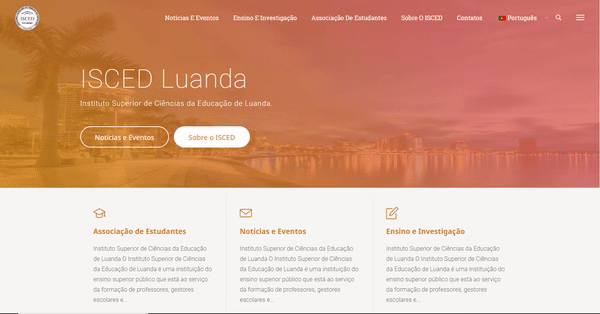 ISCED
Notícias E Eventos
Ensino E Investigação
Associação De Estudantes
Sobre O ISCED
Contatos
Português
ISCED Luanda
Instituto Superior de Ciências da Educação de Luanda.
Notícias e Eventos
Sobre o ISCED
Associação de Estudantes
Instituto Superior de Ciências da Educação
de Luanda O Instituto Superior de Ciências
da Educação de Luanda é uma instituição do
ensino superior público que está ao serviço
da formação de professores, gestores
escolares e...
Notícias e Eventos
Instituto Superior de Ciências da Educação
de Luanda O Instituto Superior de Ciências
da Educação de Luanda é uma instituição do
ensino superior público que está ao serviço
da formação de professores, gestores
escolares e...
Ensino e Investigação
Instituto Superior de Ciências da Educação
de Luanda O Instituto Superior de Ciências
da Educação de Luanda é uma instituição do
ensino superior público que está ao serviço
da formação de professores, gestores
escolares e...